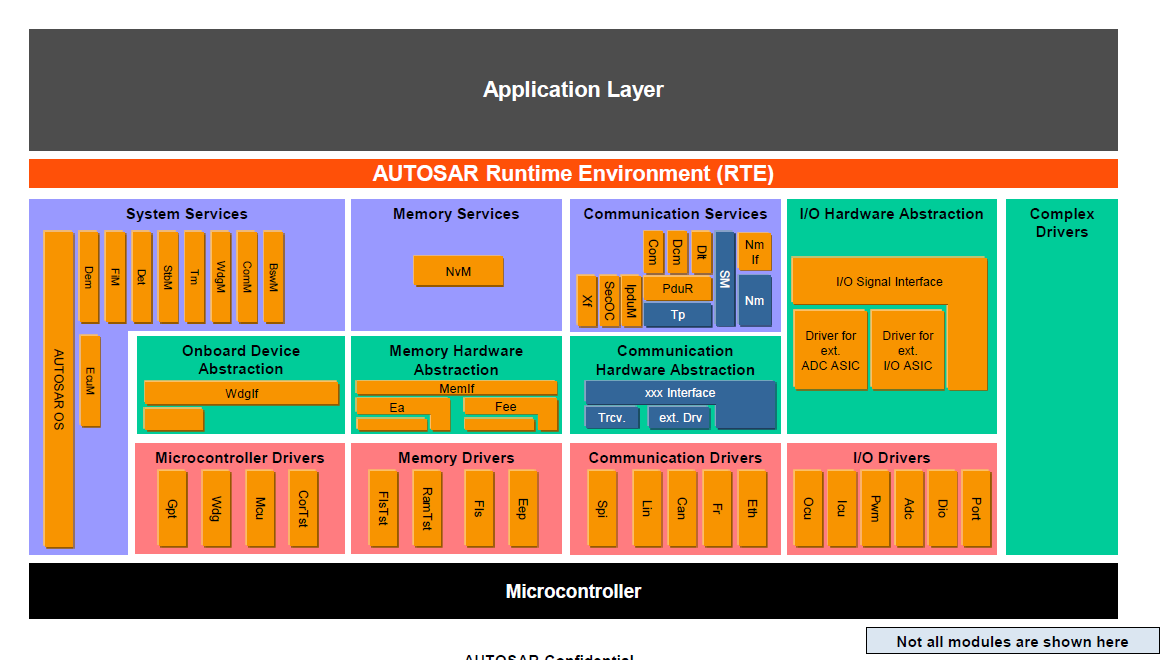 Application Layer
AUTOSAR Runtime Environment (RTE)
System Services
AUTOSAR OS
Dem
FiM
Det
StbM
Tm
WdgM
ComM
BswM
EcuM
Memory Services
NvM
Communication Services
Com
Dcm
Dlt
SM
Nm
If
Xf
SecOC
IpduM
PduR
Tp
Nm
I/O Hardware Abstraction
I/O Signal Interface
Driver for
ext.
ADC ASIC
Driver for
ext.
I/O ASIC
Complex
Drivers
Onboard Device
Abstraction
WdgIf
Memory Hardware
Abstraction
MemIf
Ea
Fee
Communication
Hardware Abstraction
xxx Interface
Trcv.
ext. Drv
Microcontroller Drivers
Gpt
Wdg
Mcu
CorTst
Memory Drivers
FlsTst
RamTst
Fls
Eep
Communication Drivers
Spi
Lin
Can
Fr
Eth
I/O Drivers
Ocu
Icu
Pwm
Adc
Dio
Port
Microcontroller
Not all modules are shown here
AUTOSAR Confidential